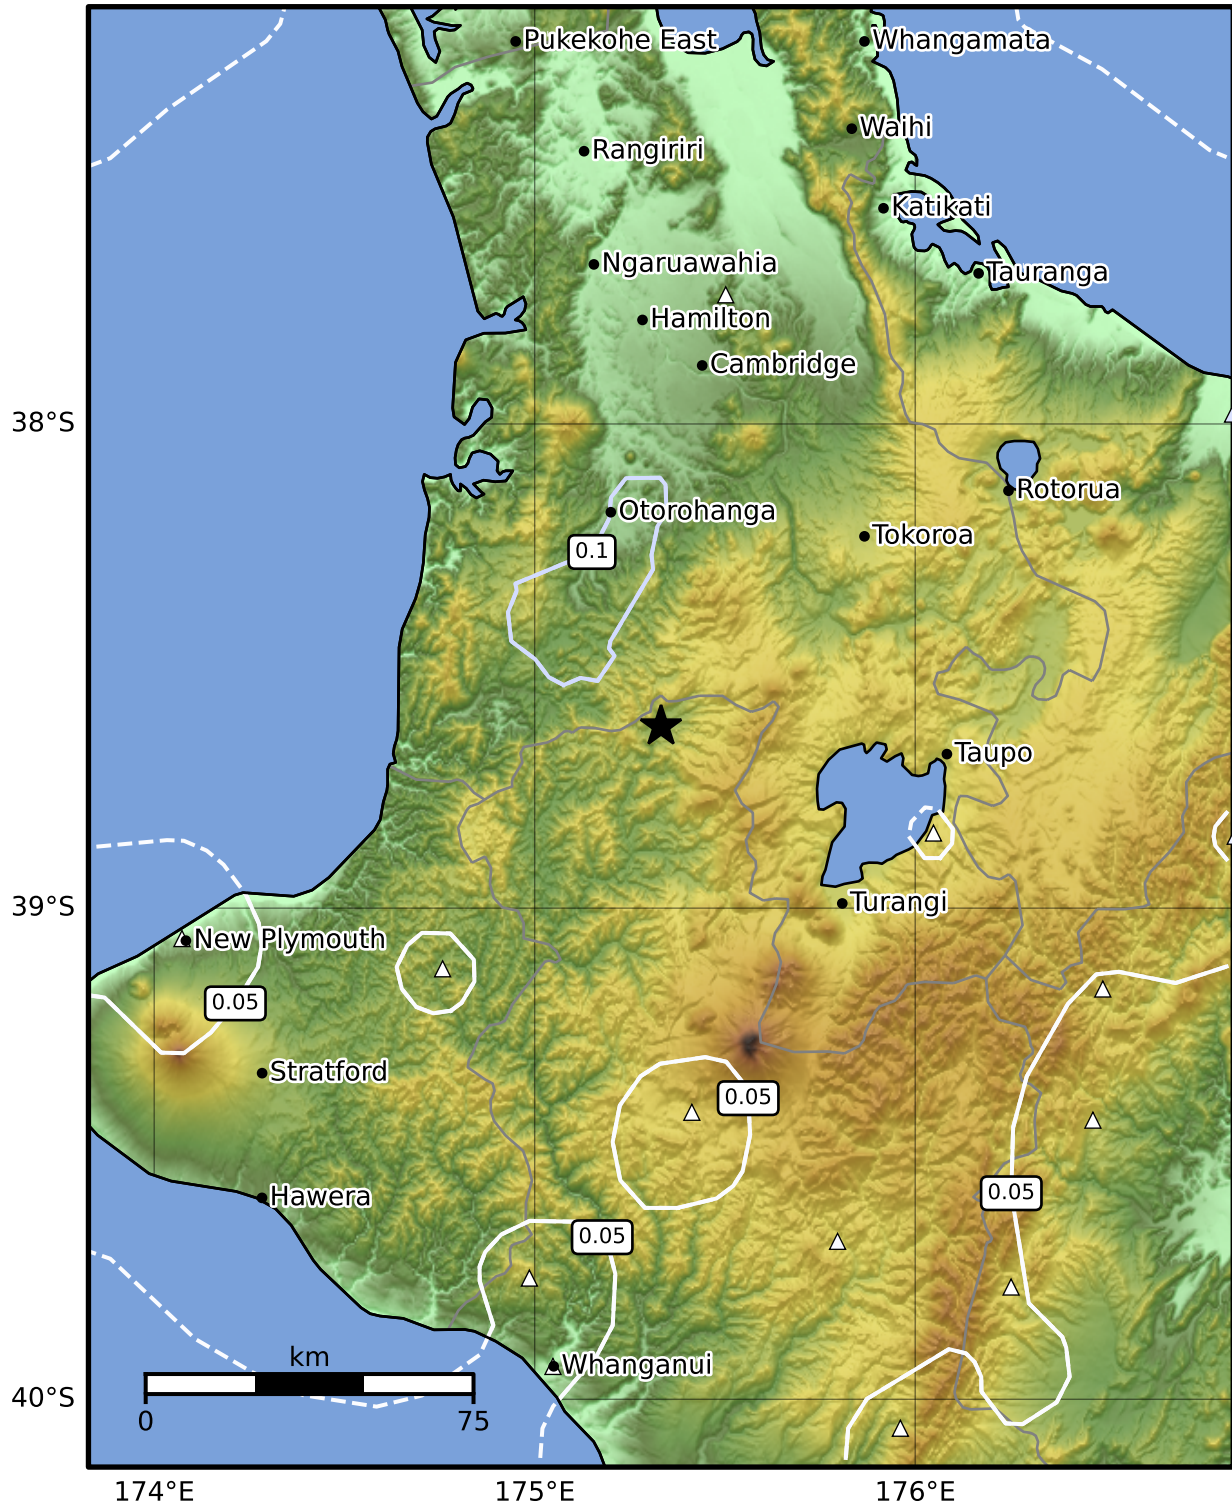 Pukekohe East
Whangamata
Waihi
Rangiriri
Katikati
Ngaruawahia
Tauranga
Hamilton
Cambridge
38°S
Rotorua
Otorohanga
Tokoroa
0.1
Taupo
39°S
Turangi
New Plymouth
0.05
Stratford
0.05
Hawera
0.05
0.05
km
Whanganui
40°S
0
75
174°E
175°E
176°E